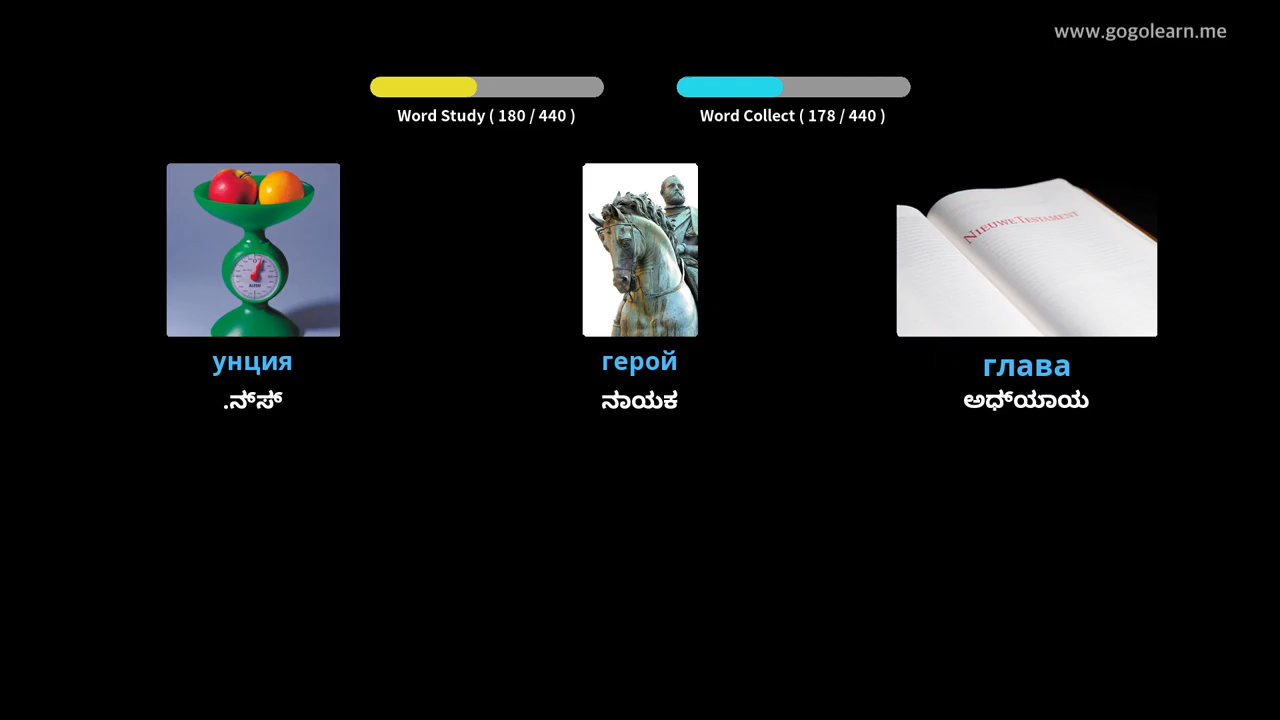 www.gogolearn.me
Word Study ( 180 / 440 )
Word Collect ( 178 / 440 )
NIEUWE TESTAMENT
унция
герой
глава
.ನ್ಸ್
ನಾಯಕ
ಅಧ್ಯಾಯ